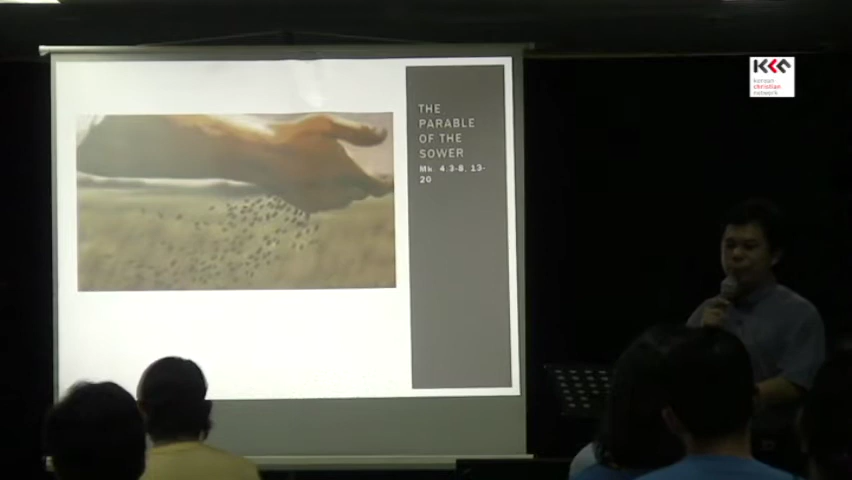 THE
PARABLE
OF THE
SOWER
Mk. 4:3-8, 13-
20
KCN
korean
christian
network